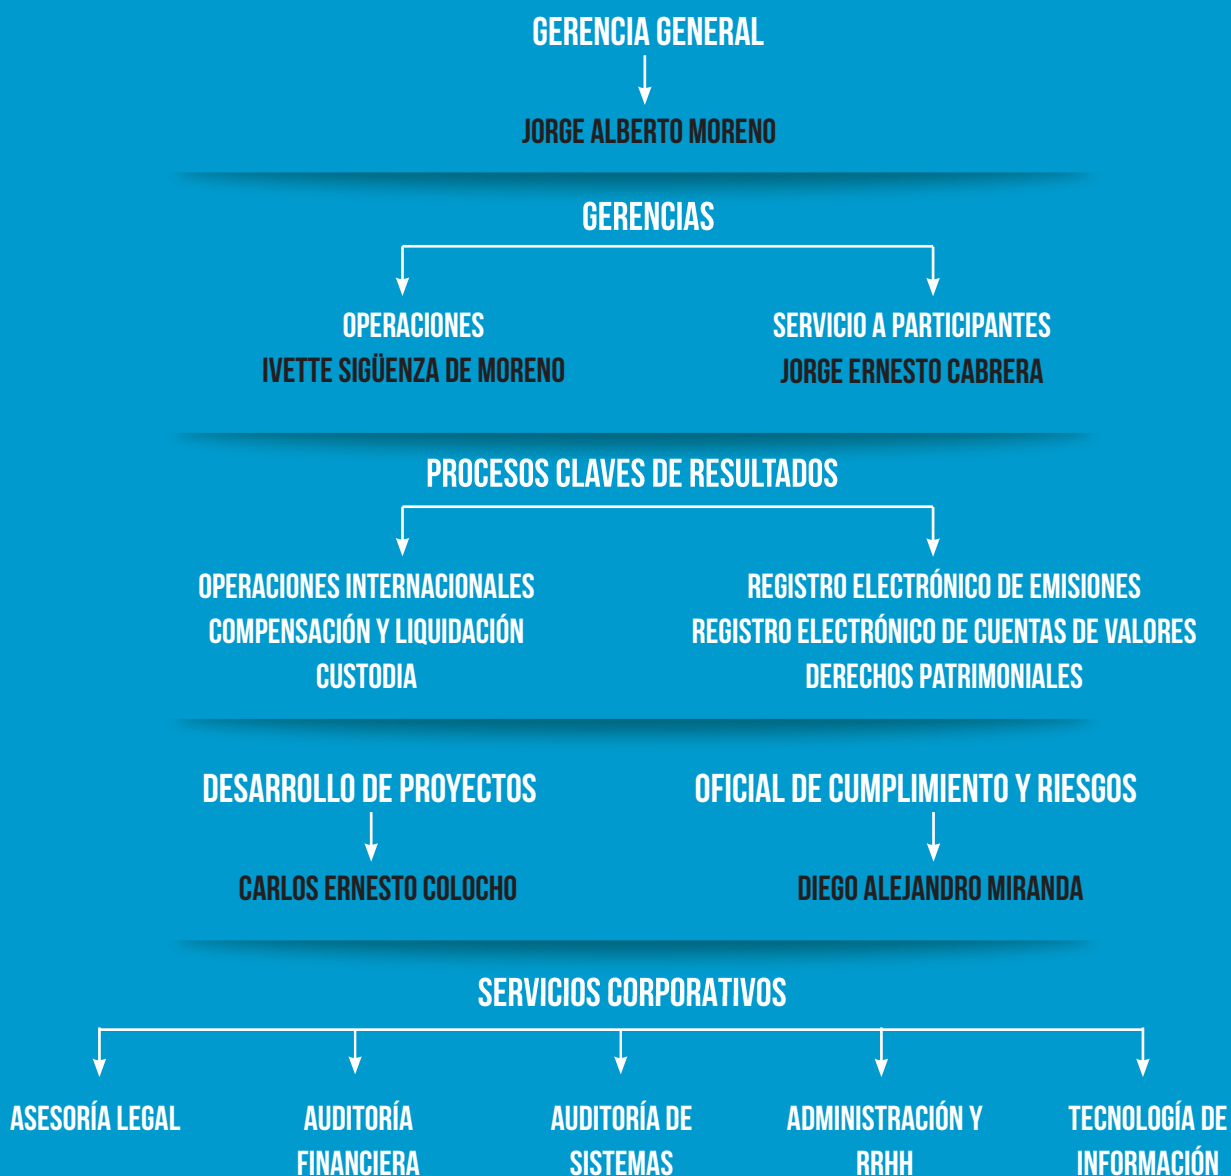 GERENCIA GENERAL
JORGE ALBERTO MORENO
GERENCIAS
OPERACIONES
IVETTE SIGÜENZA DE MORENO
SERVICIO A PARTICIPANTES
JORGE ERNESTO CABRERA
PROCESOS CLAVES DE RESULTADOS
OPERACIONES INTERNACIONALES
COMPENSACIÓN Y LIQUIDACIÓN
CUSTODIA
REGISTRO ELECTRÓNICO DE EMISIONES
REGISTRO ELECTRÓNICO DE CUENTAS DE VALORES
DERECHOS PATRIMONIALES
DESARROLLO DE PROYECTOS
CARLOS ERNESTO COLOCHO
OFICIAL DE CUMPLIMIENTO Y RIESGOS
DIEGO ALEJANDRO MIRANDA
SERVICIOS CORPORATIVOS
ASESORÍA LEGAL
AUDITORÍA
FINANCIERA
AUDITORÍA DE
SISTEMAS
ADMINISTRACIÓN Y
RRHH
TECNOLOGÍA DE
INFORMACIÓN